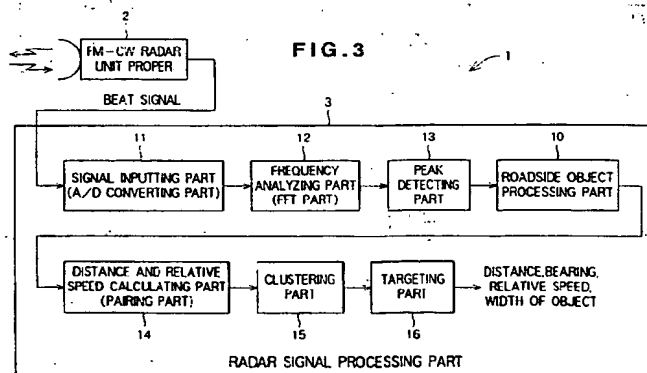 2
FM-CW RADAR
UNIT PROPER
FIG.3
1
BEAT SIGNAL
3
11
12
13
10
SIGNAL INPUTTING PART
(A/D CONVERTING PART)
FREQUENCY
ANALYZING PART
(FFT PART)
PEAK
DETECTING
PART
ROADSIDE OBJECT
PROCESSING PART
DISTANCE AND RELATIVE
SPEED CALCULATING PART
(PAIRING PART)
CLUSTERING
PART
TARGETING
PART
DISTANCE,BEARING,
RELATIVE SPEED,
WIDTH OF OBJECT
14
15
16
RADAR SIGNAL PROCESSING PART